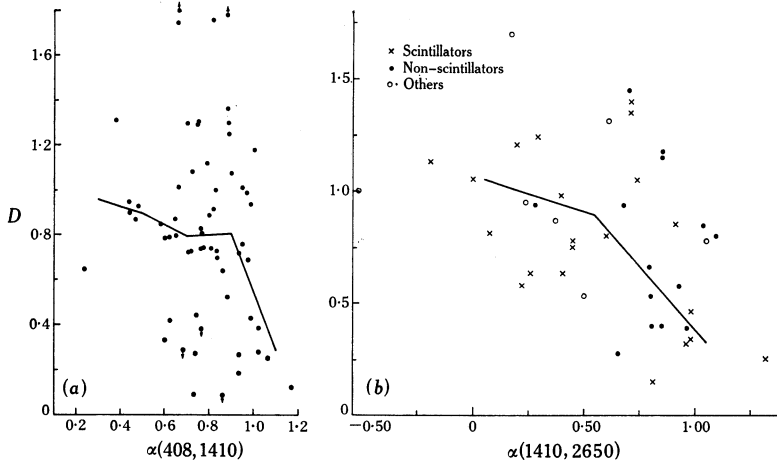 1·6
1·2
D
0·8
0·4
0
(a)
0·2 0·4 0·6 0·8 1·0 1·2
α(408, 1410)
× Scintillators
• Non-scintillators
○ Others
1·5
1·0
0·5
0
(b)
-0·50 0 0·50 1·00
α(1410, 2650)